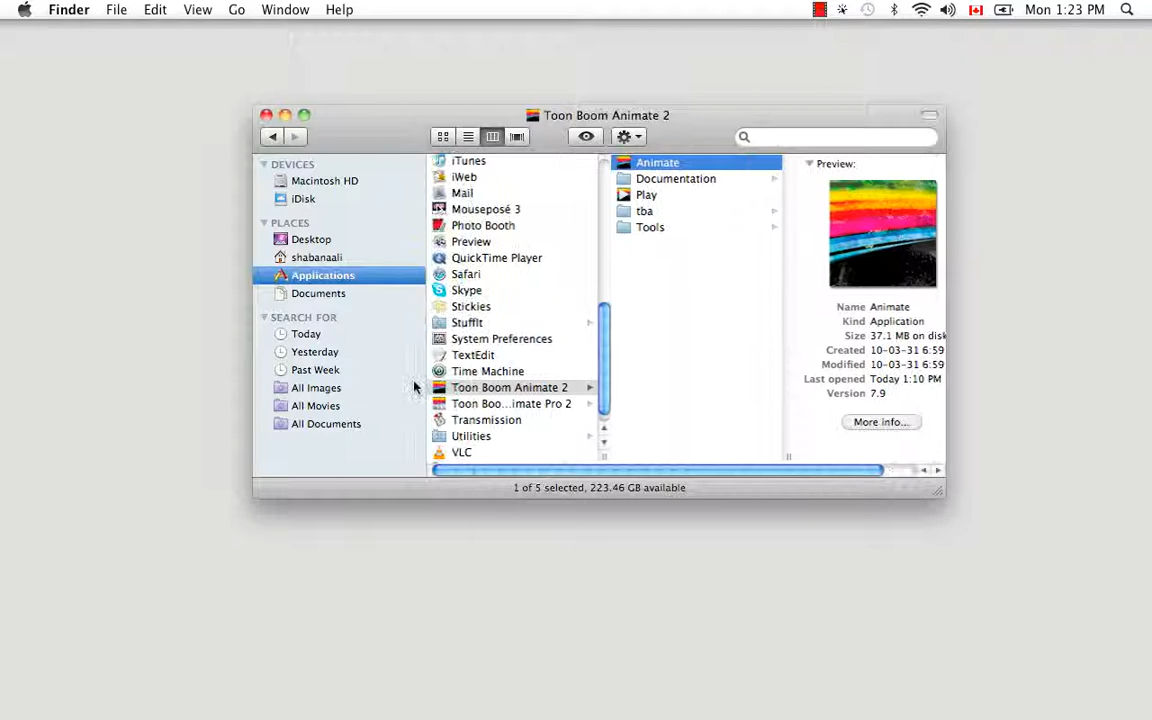 Finder File Edit View Go Window Help Mon 1:23 PM
Toon Boom Animate 2
DEVICES
Macintosh HD
iDisk
PLACES
Desktop
shabanaali
Applications
Documents
SEARCH FOR
Today
Yesterday
Past Week
All Images
All Movies
All Documents
iTunes
iWeb
Mail
Mouseposé 3
Photo Booth
Preview
QuickTime Player
Safari
Skype
Stickies
StuffIt
System Preferences
TextEdit
Time Machine
Toon Boom Animate 2
Toon Boo...imate Pro 2
Transmission
Utilities
VLC
Animate
Documentation
Play
tba
Tools
Preview:
Name Animate
Kind Application
Size 37.1 MB on disk
Created 10-03-31 6:59
Modified 10-03-31 6:59
Last opened Today 1:10 PM
Version 7.9
More info...
1 of 5 selected, 223.46 GB available